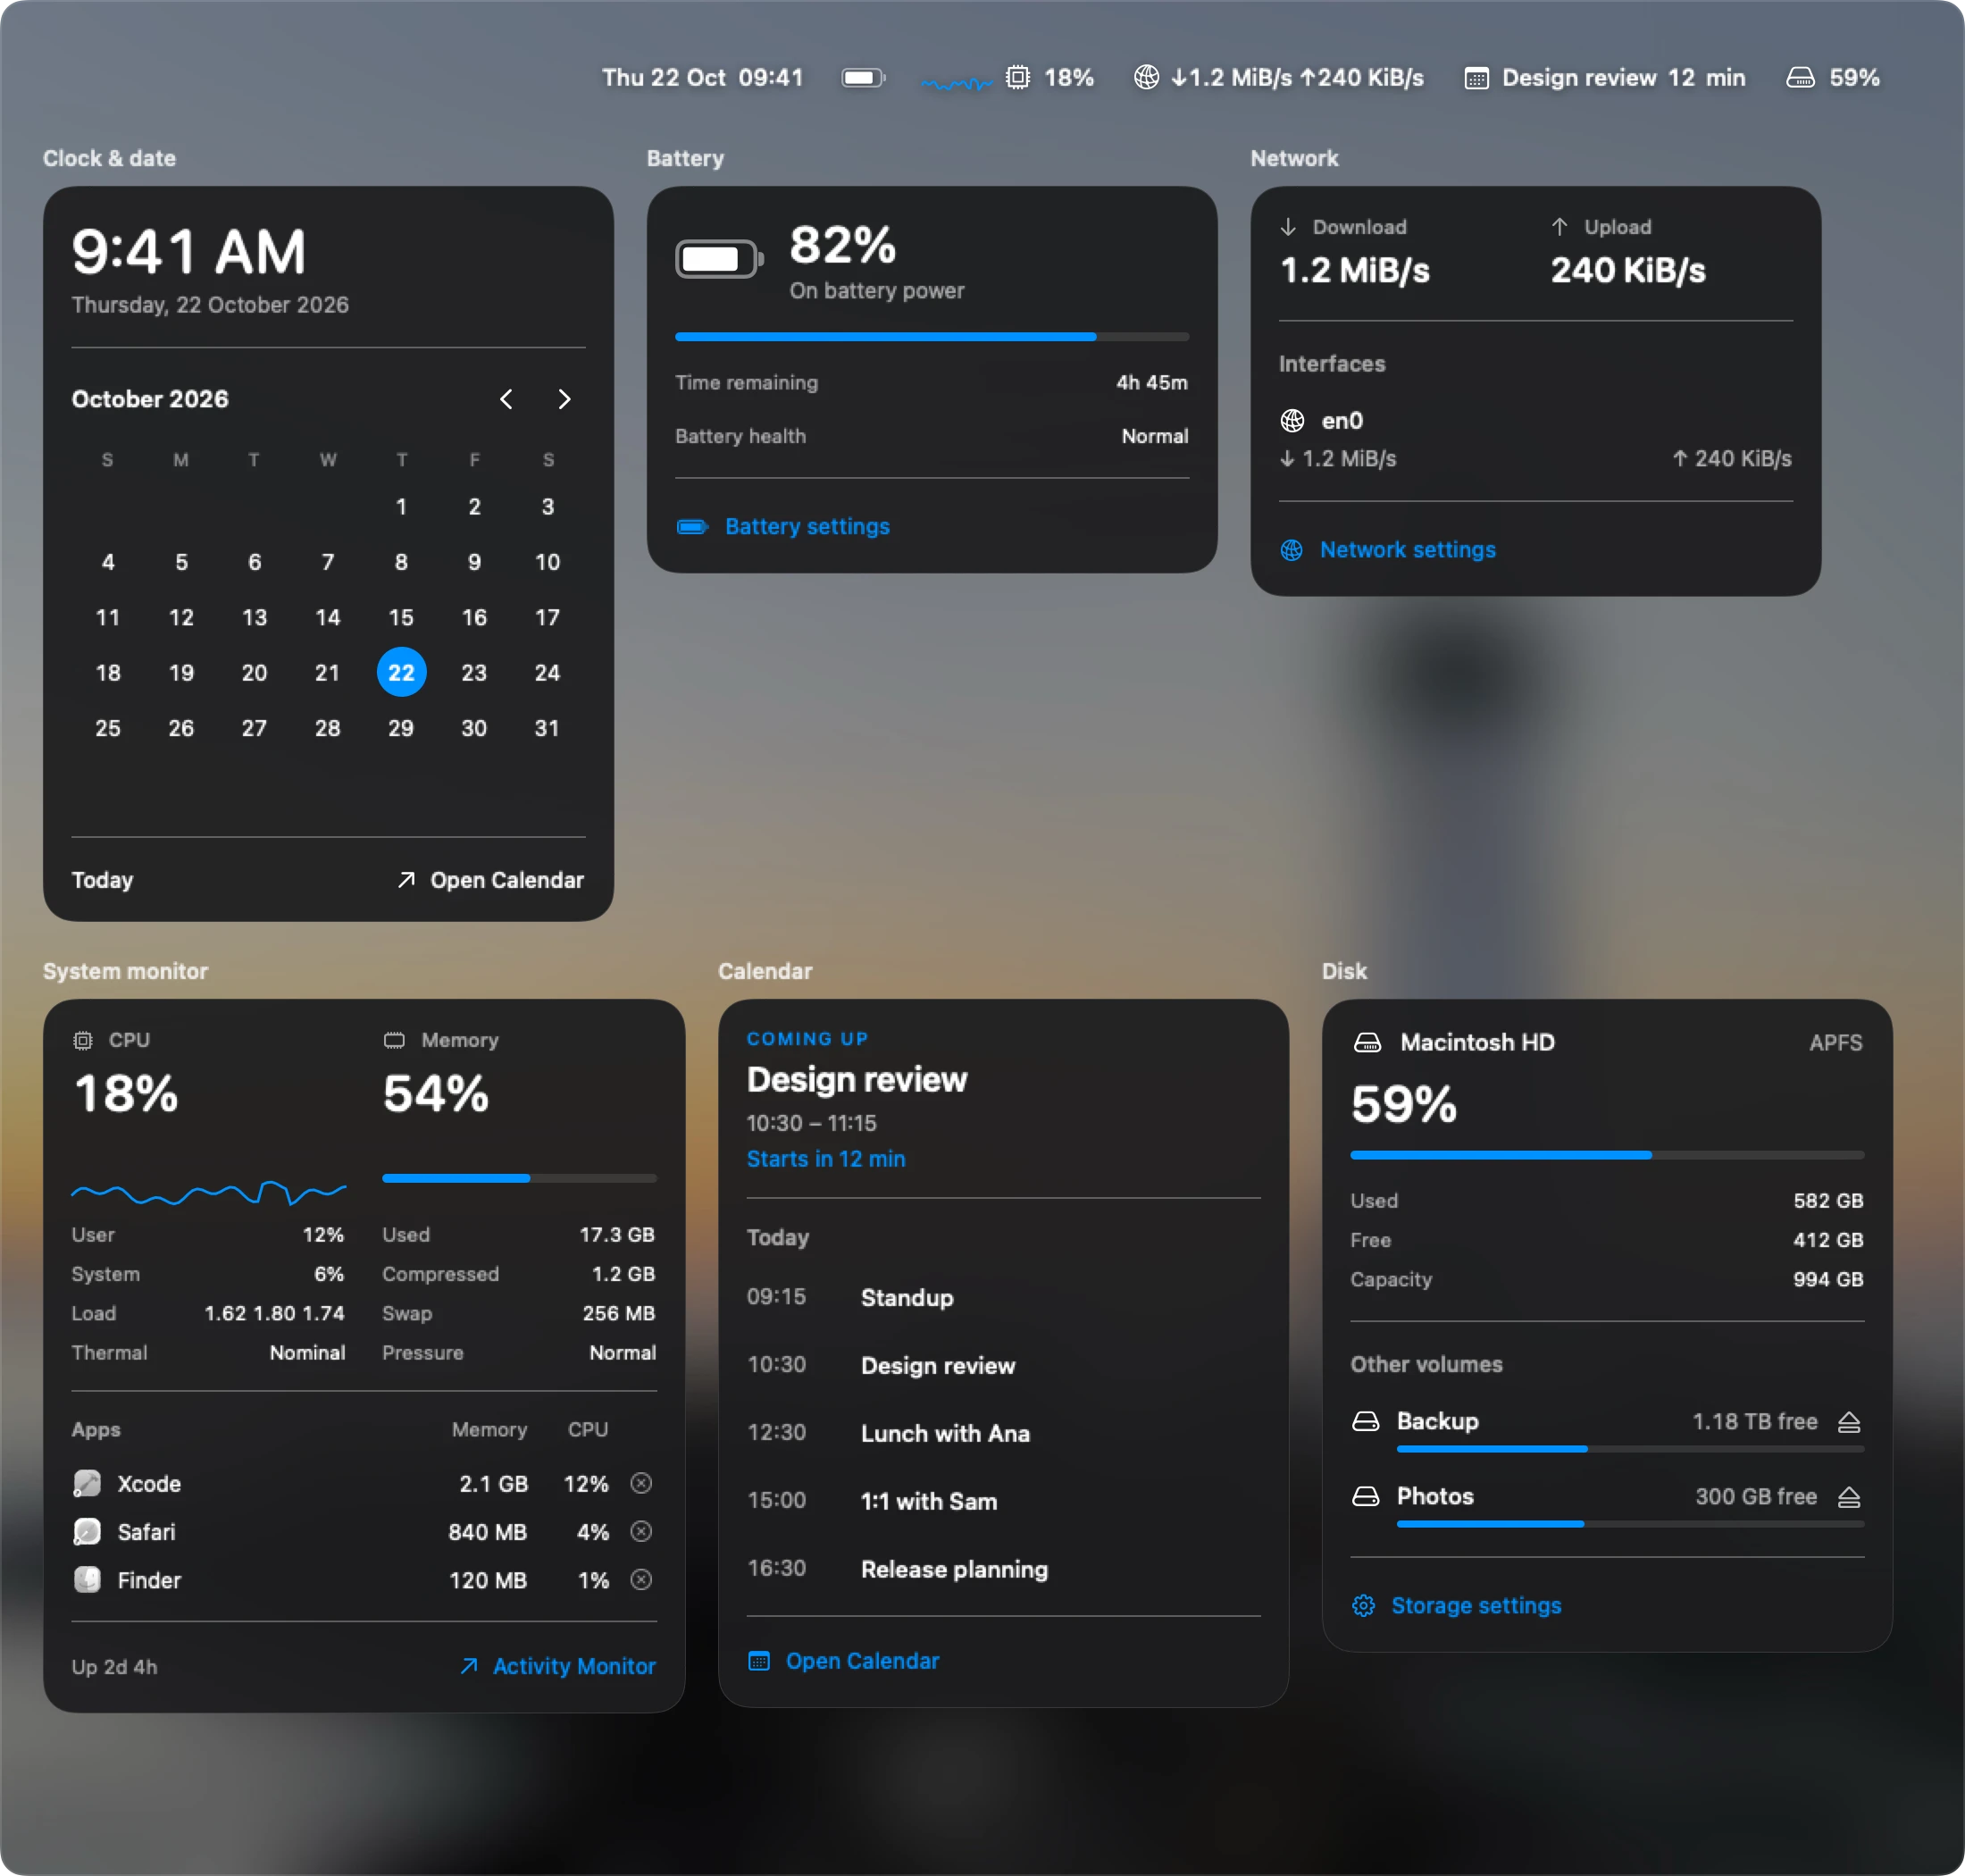 Thu 22 Oct 09:41 18% ↓1.2 MiB/s ↑240 KiB/s Design review 12 min 59%
Clock & date
9:41 AM
Thursday, 22 October 2026
October 2026
S M T W T F S
1 2 3
4 5 6 7 8 9 10
11 12 13 14 15 16 17
18 19 20 21 22 23 24
25 26 27 28 29 30 31
Today Open Calendar
Battery
82%
On battery power
Time remaining 4h 45m
Battery health Normal
Battery settings
Network
↓ Download ↑ Upload
1.2 MiB/s 240 KiB/s
Interfaces
en0
↓ 1.2 MiB/s ↑ 240 KiB/s
Network settings
System monitor
CPU Memory
18% 54%
User 12% Used 17.3 GB
System 6% Compressed 1.2 GB
Load 1.62 1.80 1.74 Swap 256 MB
Thermal Nominal Pressure Normal
Apps Memory CPU
Xcode 2.1 GB 12%
Safari 840 MB 4%
Finder 120 MB 1%
Up 2d 4h Activity Monitor
Calendar
COMING UP
Design review
10:30 – 11:15
Starts in 12 min
Today
09:15 Standup
10:30 Design review
12:30 Lunch with Ana
15:00 1:1 with Sam
16:30 Release planning
Open Calendar
Disk
Macintosh HD APFS
59%
Used 582 GB
Free 412 GB
Capacity 994 GB
Other volumes
Backup 1.18 TB free
Photos 300 GB free
Storage settings